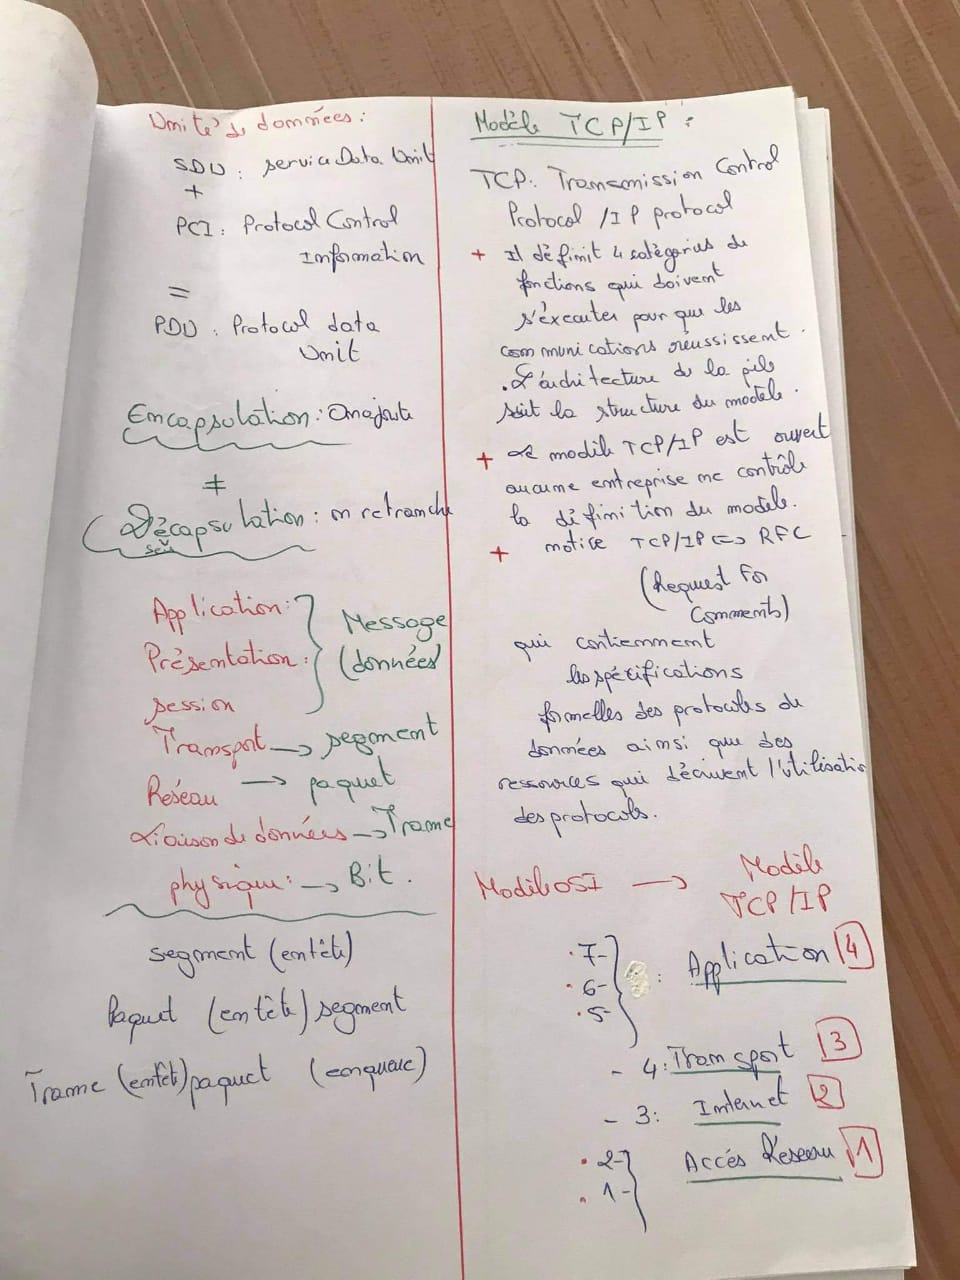 Unité de données :
SDU : service Data Unit
+
PCI : Protocol Control
Information
=
PDU : Protocol data
Unit
Encapsulation : On ajoute
≠
Décapsulation : on retranche
Application :
Présentation :
session
} Message
(données)
Transport → segment
Réseau → paquet
Liaison de données → Trame
physique : → Bit.
segment (entête)
Paquet (entête) segment
Trame (entête) paquet (enqueue)
Modèle TCP/IP :
TCP : Transmission Control
Protocol / IP protocol
+ Il définit 4 catégories de
fonctions qui doivent
s'éxecuter pour que les
communications réussissent.
. L'architecture de la pile
suit la structure du modèle.
+ Le modèle TCP/IP est ouvert
aucune entreprise ne contrôle
la définition du modèle.
+ notice TCP/IP <=> RFC
(Request For
Comments)
qui contiennent
les spécifications
formelles des protocoles de
données ainsi que des
ressources qui décrivent l'utilisation
des protocols.
Modèle OSI → Modèle
TCP/IP
. 7-
. 6-
. 5-
} : Application 4
- 4 : Transport 3
- 3 : Internet 2
. 2-
. 1-
} Accés Réseau 1